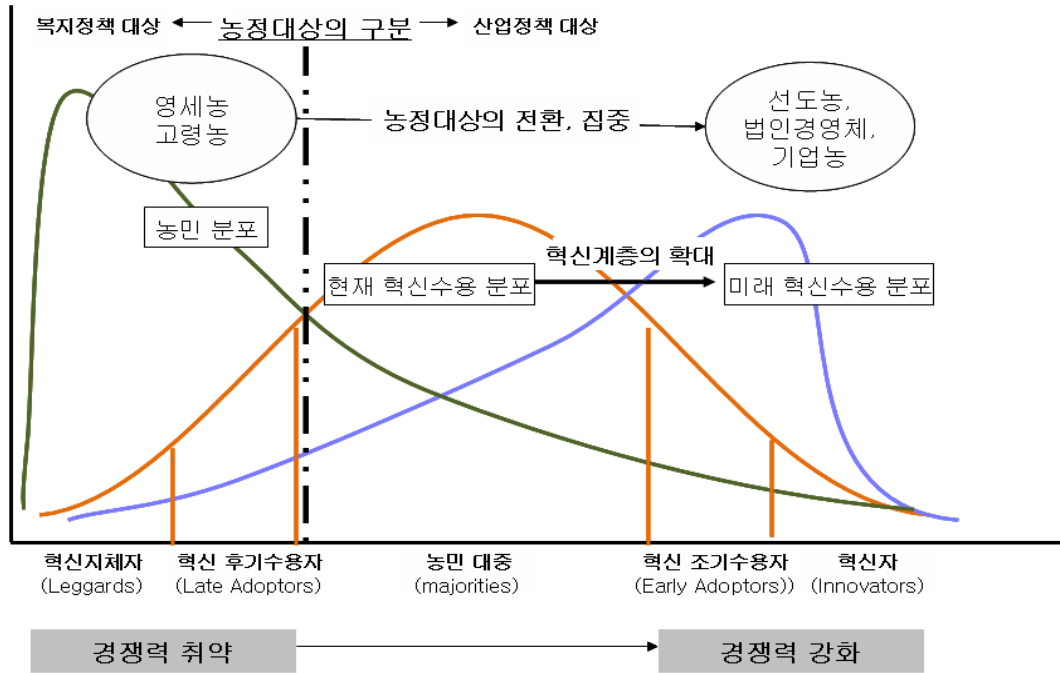 복지정책 대상
농정대상의 구분
산업정책 대상
영세농
고령농
농정대상의 전환, 집중
선도농,
법인경영체,
기업농
농민 분포
혁신계층의 확대
현재 혁신수용 분포
미래 혁신수용 분포
혁신지체자
(Leggards)
혁신 후기수용자
(Late Adoptors)
농민 대중
(majorities)
혁신 조기수용자
(Early Adoptors))
혁신자
(Innovators)
경쟁력 취약
경쟁력 강화